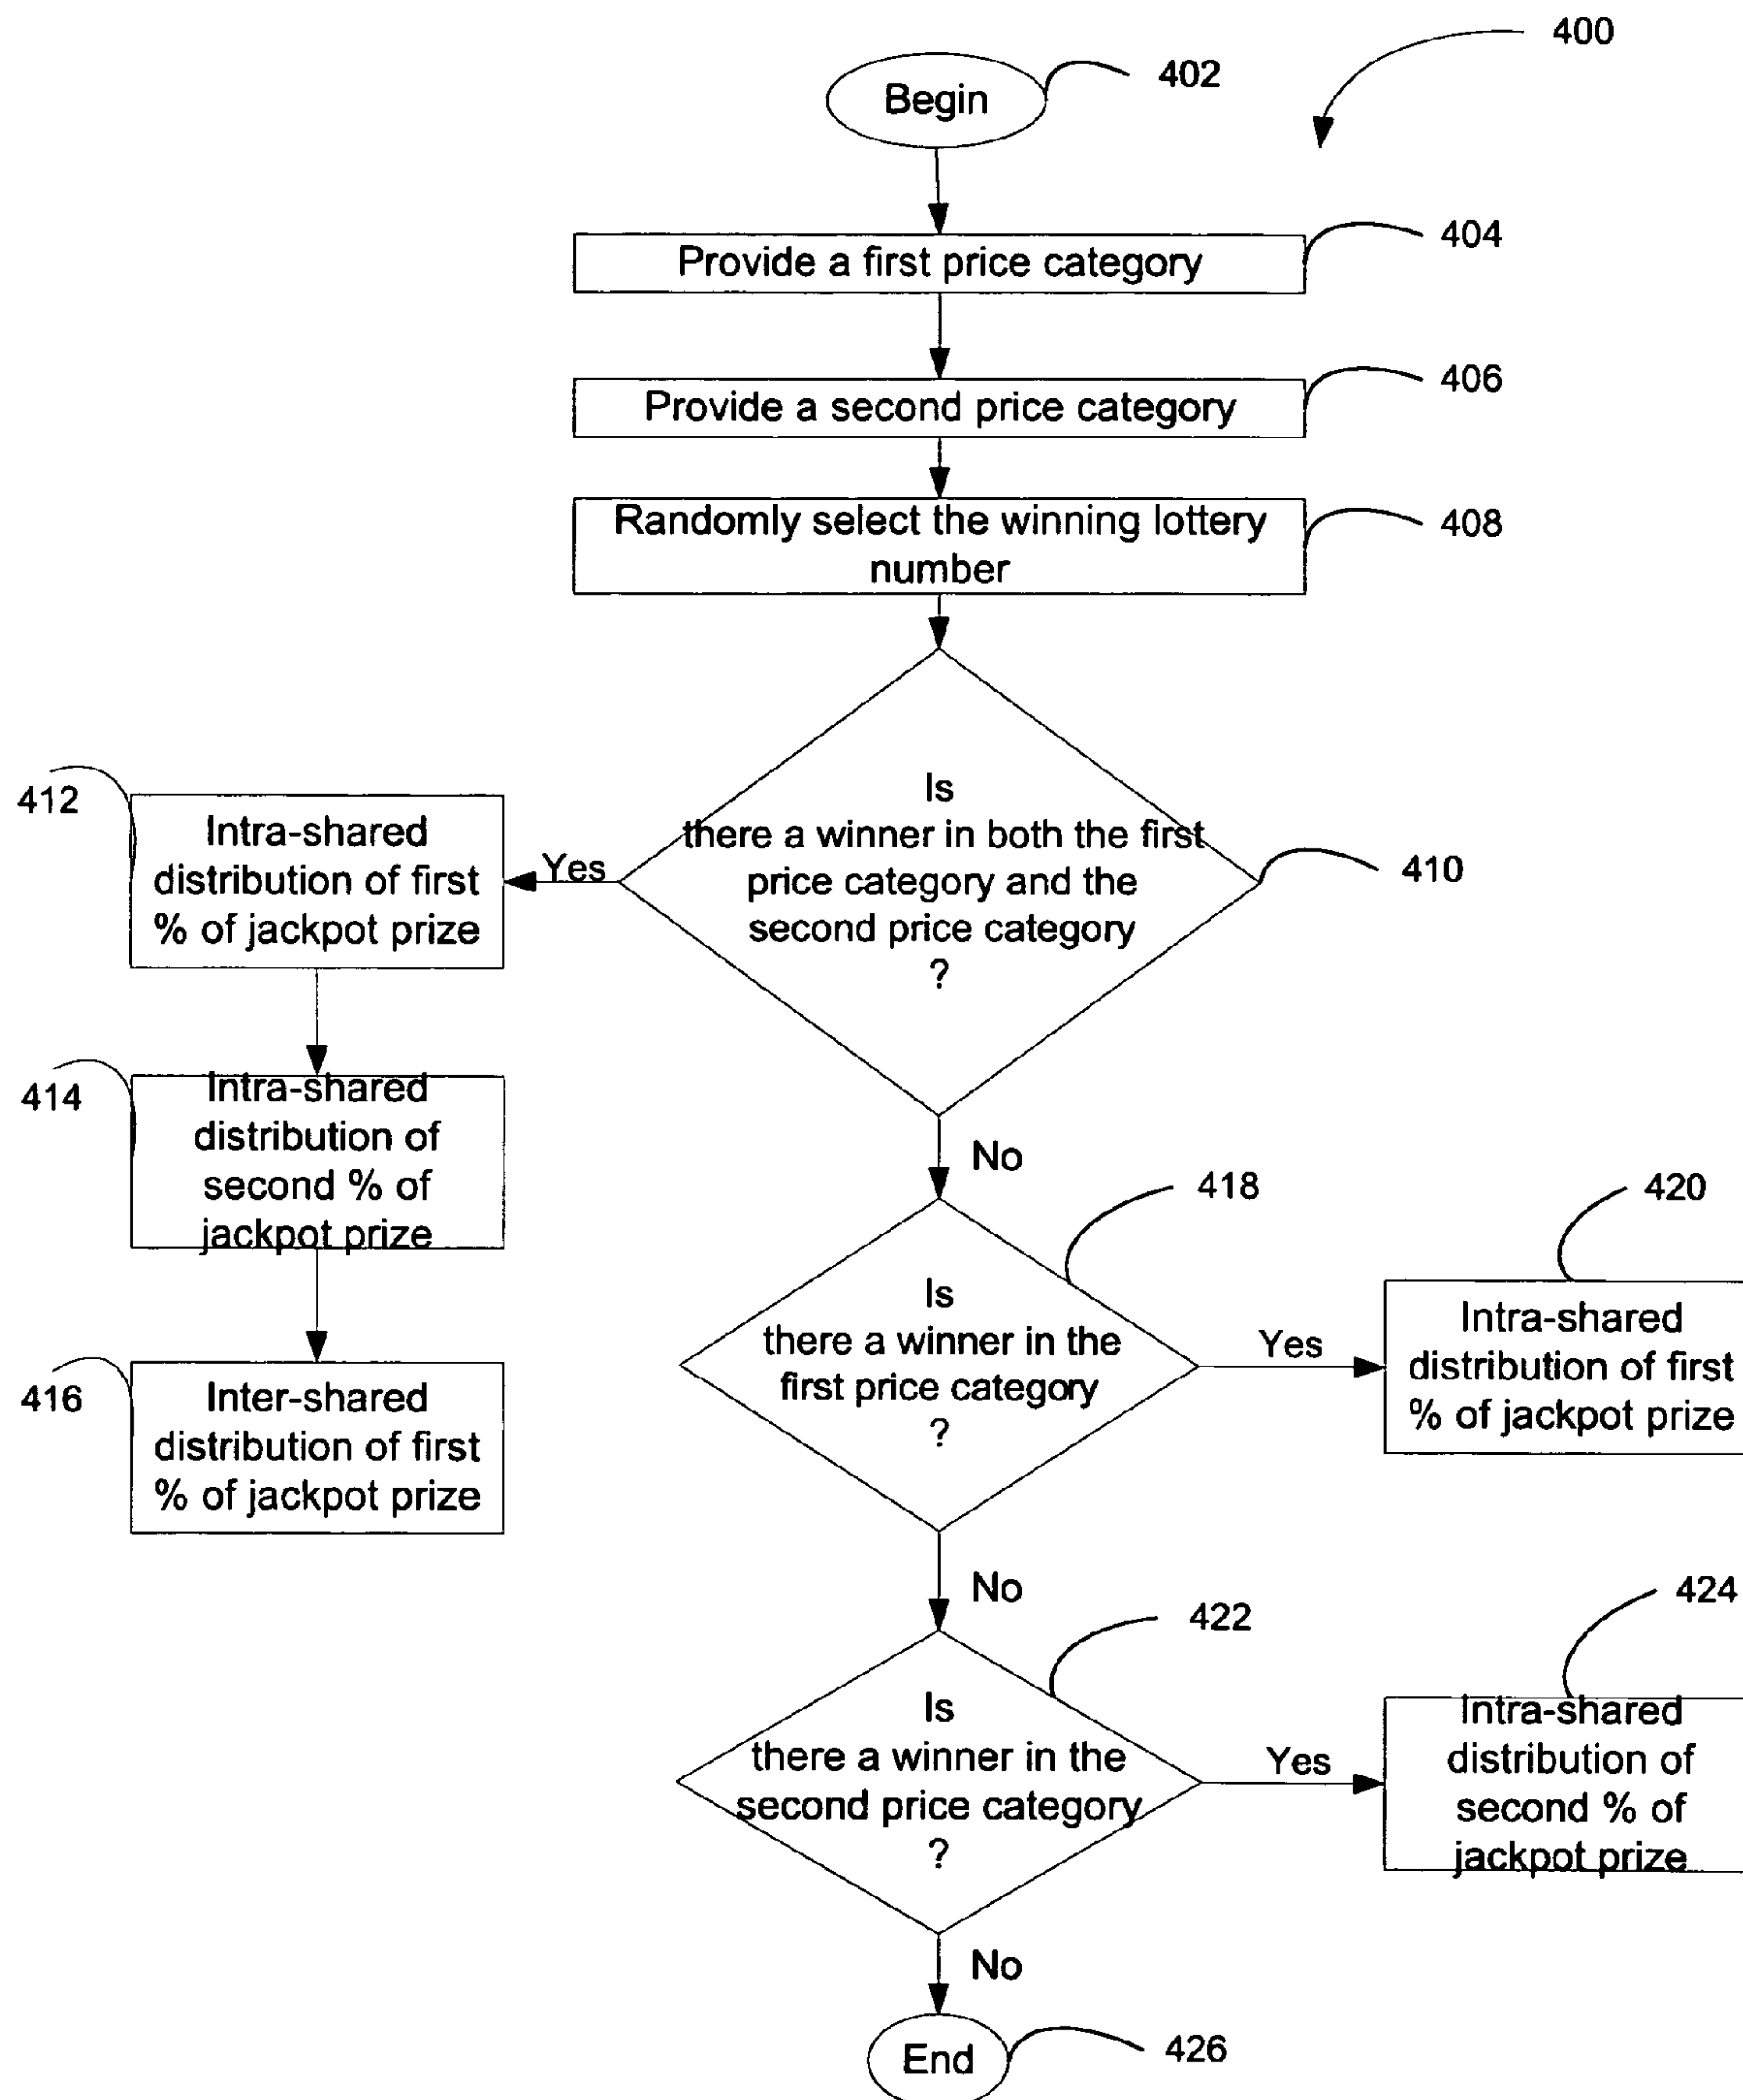 400
Begin
402
Provide a first price category
404
Provide a second price category
406
Randomly select the winning lottery
number
408
Is
there a winner in both the first
price category and the
second price category
?
410
Yes
412
Intra-shared
distribution of first
% of jackpot prize
414
Intra-shared
distribution of
second % of
jackpot prize
416
Inter-shared
distribution of first
% of jackpot prize
No
418
Is
there a winner in the
first price category
?
Yes
420
Intra-shared
distribution of first
% of jackpot prize
No
422
Is
there a winner in the
second price category
?
Yes
424
Intra-shared
distribution of
second % of
jackpot prize
No
End
426